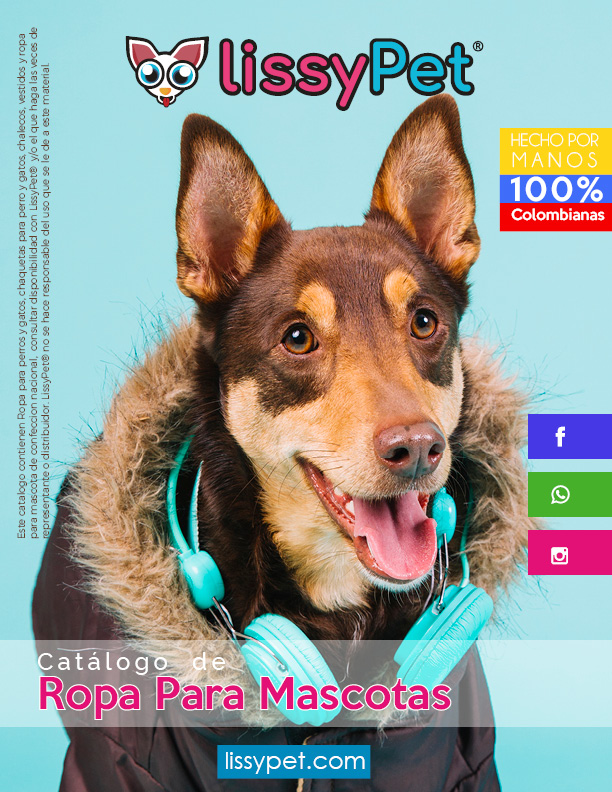 lissyPet®
HECHO POR
MANOS
100%
Colombianas
Este catalogo contienen Ropa para perros y gatos, chaquetas para perro y gatos, chalecos, vestidos y ropa
para mascota de confeccion nacional, consultar disponibilidad con LissyPet® y/o el que haga las veces de
representante o distribuidor. LissyPet® no se hace responsable del uso que se le de a este material.
Catálogo de
Ropa Para Mascotas
lissypet.com